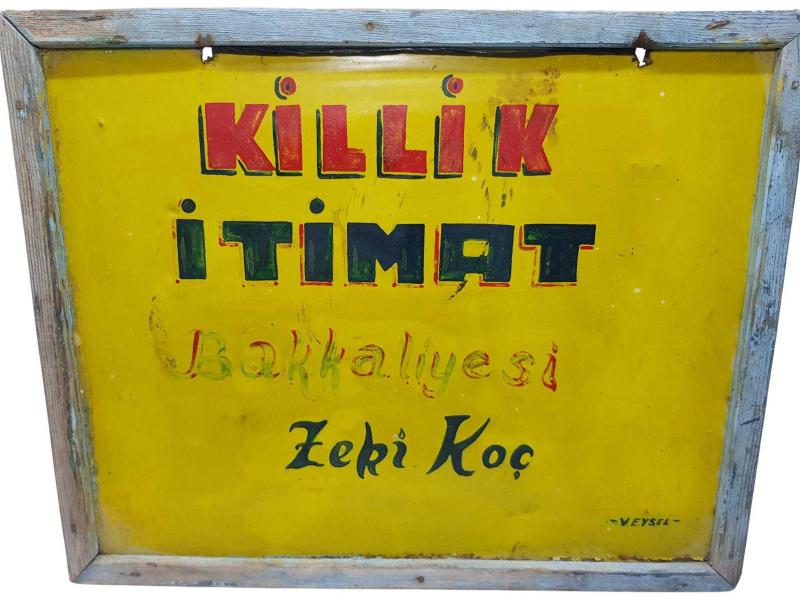 KİLLİK
İTİMAT
Bakkaliyesi
Zeki Koç
-VEYSEL-